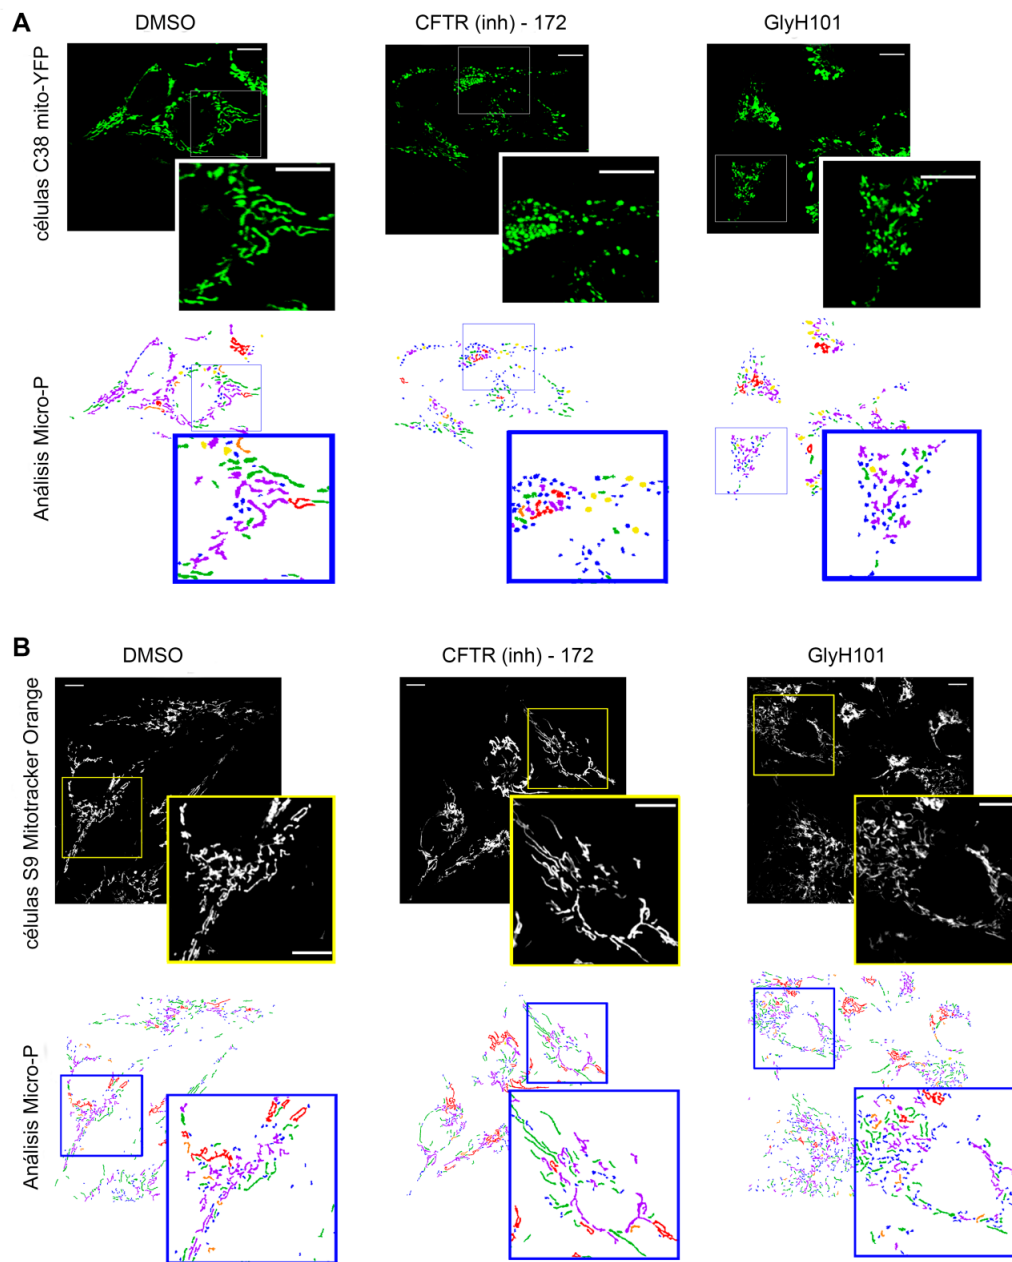 A
DMSO
CFTR (inh) - 172
GlyH101
células C38 mito-YFP
Análisis Micro-P
B
DMSO
CFTR (inh) - 172
GlyH101
células S9 Mitotracker Orange
Análisis Micro-P